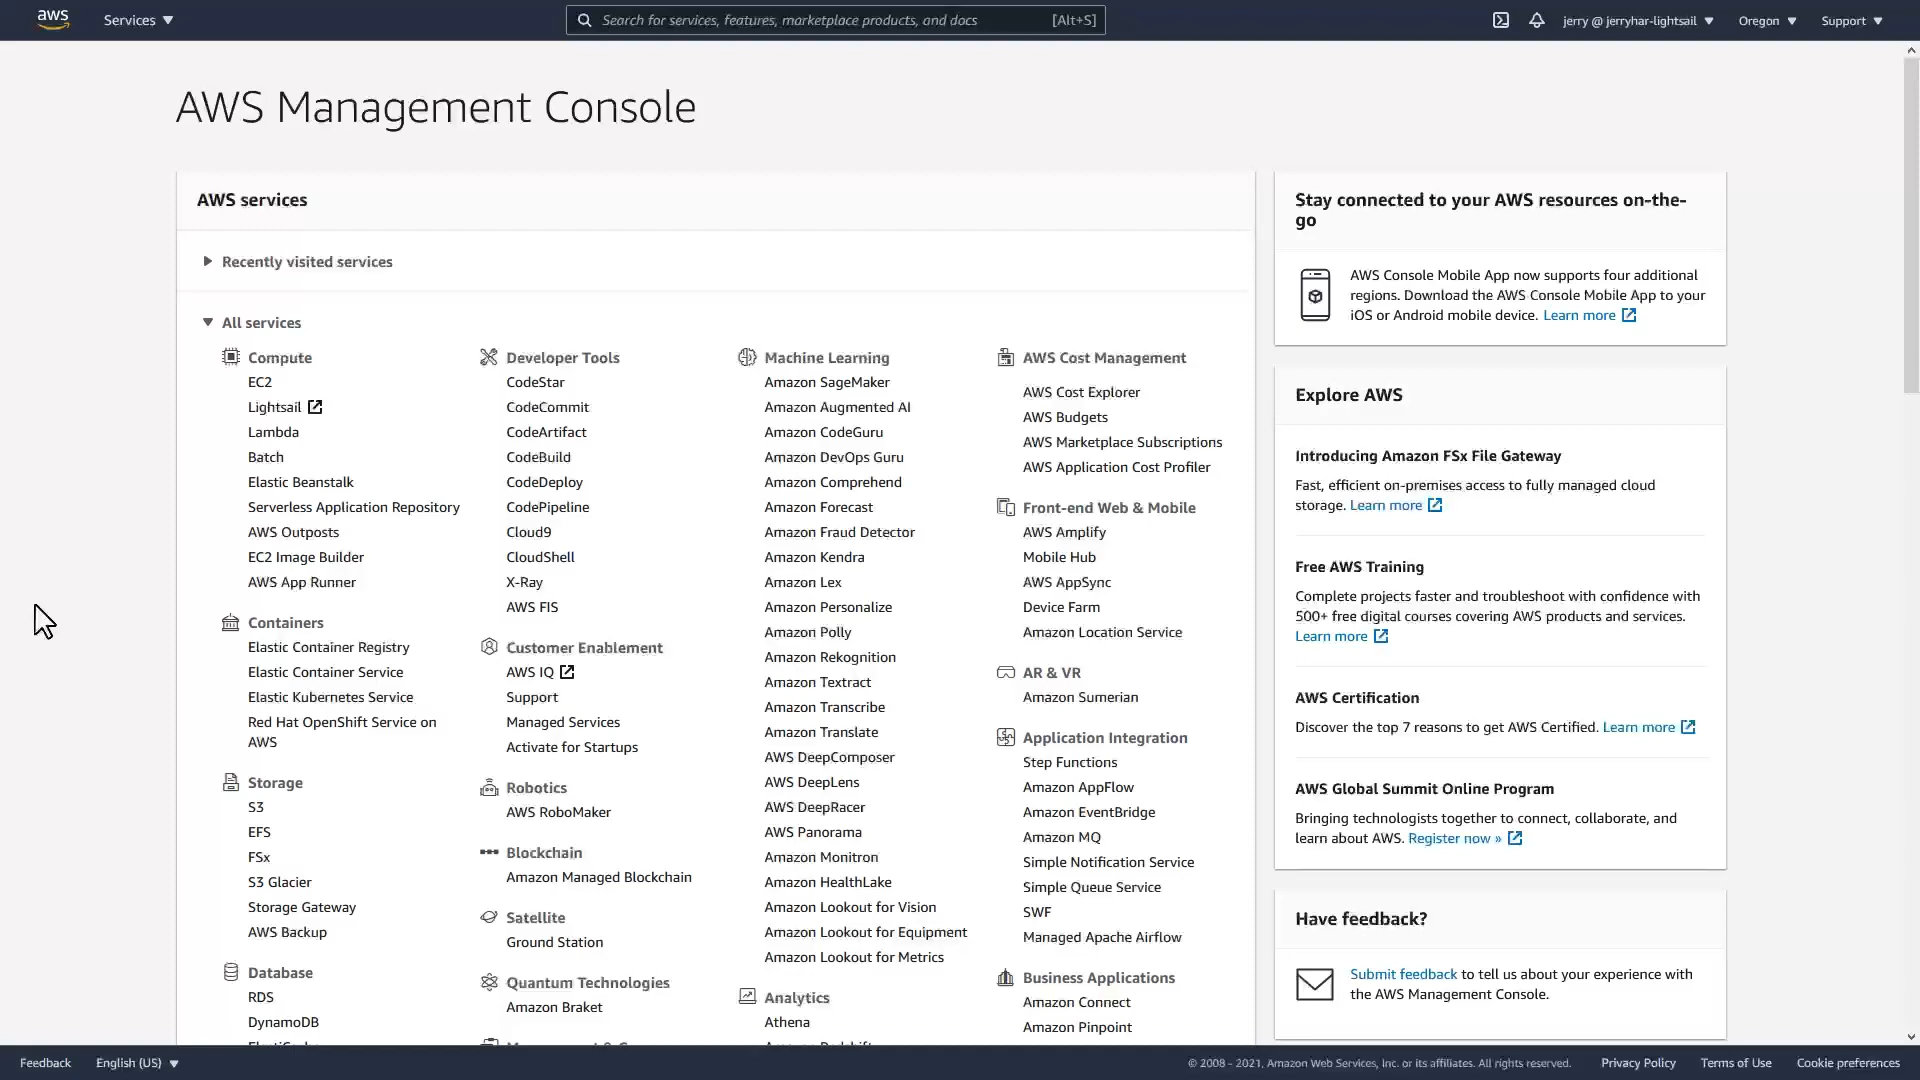 aws
Services
Search for services, features, marketplace products, and docs [Alt+S]
jerry @ jerryhar-lightsail
Oregon
Support
AWS Management Console
AWS services
Recently visited services
All services
Compute
EC2
Lightsail
Lambda
Batch
Elastic Beanstalk
Serverless Application Repository
AWS Outposts
EC2 Image Builder
AWS App Runner
Containers
Elastic Container Registry
Elastic Container Service
Elastic Kubernetes Service
Red Hat OpenShift Service on
AWS
Storage
S3
EFS
FSx
S3 Glacier
Storage Gateway
AWS Backup
Database
RDS
DynamoDB
Developer Tools
CodeStar
CodeCommit
CodeArtifact
CodeBuild
CodeDeploy
CodePipeline
Cloud9
CloudShell
X-Ray
AWS FIS
Customer Enablement
AWS IQ
Support
Managed Services
Activate for Startups
Robotics
AWS RoboMaker
Blockchain
Amazon Managed Blockchain
Satellite
Ground Station
Quantum Technologies
Amazon Braket
Machine Learning
Amazon SageMaker
Amazon Augmented AI
Amazon CodeGuru
Amazon DevOps Guru
Amazon Comprehend
Amazon Forecast
Amazon Fraud Detector
Amazon Kendra
Amazon Lex
Amazon Personalize
Amazon Polly
Amazon Rekognition
Amazon Textract
Amazon Transcribe
Amazon Translate
AWS DeepComposer
AWS DeepLens
AWS DeepRacer
AWS Panorama
Amazon Monitron
Amazon HealthLake
Amazon Lookout for Vision
Amazon Lookout for Equipment
Amazon Lookout for Metrics
Analytics
Athena
AWS Cost Management
AWS Cost Explorer
AWS Budgets
AWS Marketplace Subscriptions
AWS Application Cost Profiler
Front-end Web & Mobile
AWS Amplify
Mobile Hub
AWS AppSync
Device Farm
Amazon Location Service
AR & VR
Amazon Sumerian
Application Integration
Step Functions
Amazon AppFlow
Amazon EventBridge
Amazon MQ
Simple Notification Service
Simple Queue Service
SWF
Managed Apache Airflow
Business Applications
Amazon Connect
Amazon Pinpoint
Stay connected to your AWS resources on-the-
go
AWS Console Mobile App now supports four additional
regions. Download the AWS Console Mobile App to your
iOS or Android mobile device. Learn more
Explore AWS
Introducing Amazon FSx File Gateway
Fast, efficient on-premises access to fully managed cloud
storage. Learn more
Free AWS Training
Complete projects faster and troubleshoot with confidence with
500+ free digital courses covering AWS products and services.
Learn more
AWS Certification
Discover the top 7 reasons to get AWS Certified. Learn more
AWS Global Summit Online Program
Bringing technologists together to connect, collaborate, and
learn about AWS. Register now »
Have feedback?
Submit feedback to tell us about your experience with
the AWS Management Console.
Feedback
English (US)
© 2008 - 2021, Amazon Web Services, Inc. or its affiliates. All rights reserved.
Privacy Policy
Terms of Use
Cookie preferences